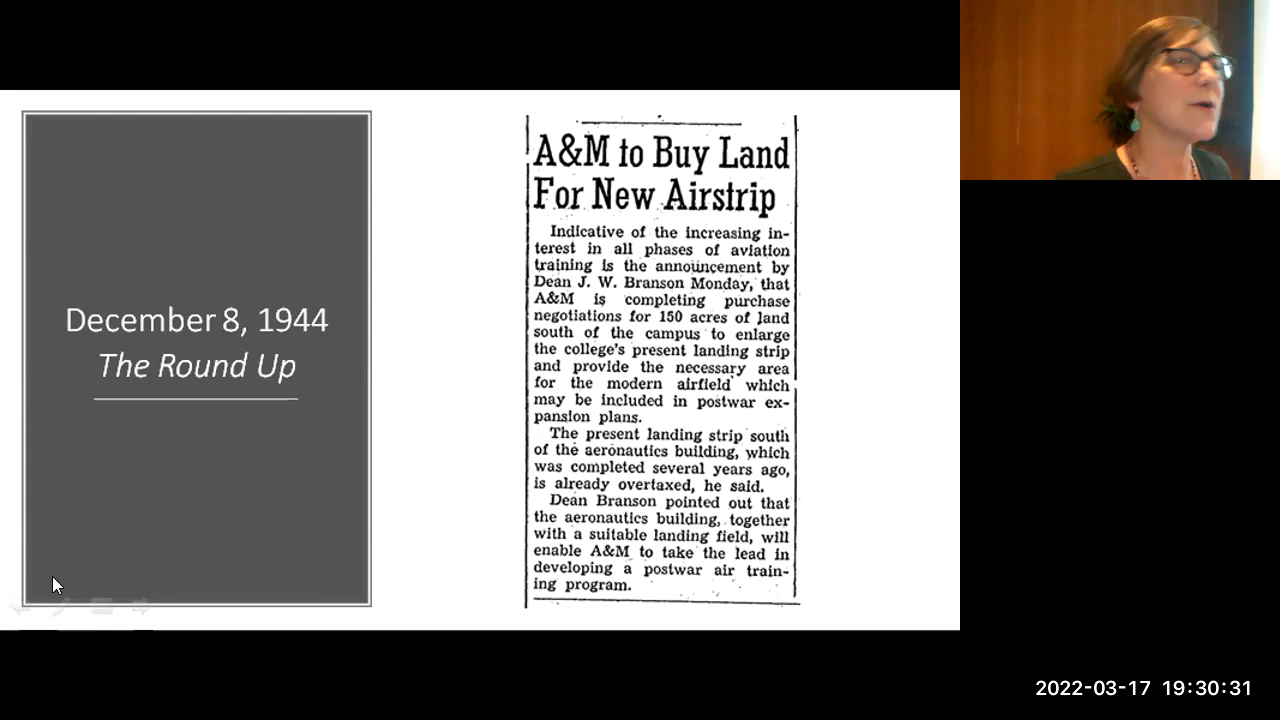 December 8, 1944
The Round Up
A&M to Buy Land
For New Airstrip
Indicative of the increasing in-
terest in all phases of aviation
training is the announcement by
Dean J. W. Branson Monday, that
A&M is completing purchase
negotiations for 150 acres of land
south of the campus to enlarge
the college's present landing strip
and provide the necessary area
for the modern airfield which
may be included in postwar ex-
pansion plans.
The present landing strip south
of the aeronautics building, which
was completed several years ago,
is already overtaxed, he said.
Dean Branson pointed out that
the aeronautics building, together
with a suitable landing field, will
enable A&M to take the lead in
developing a postwar air train-
ing program.
2022-03-17 19:30:31